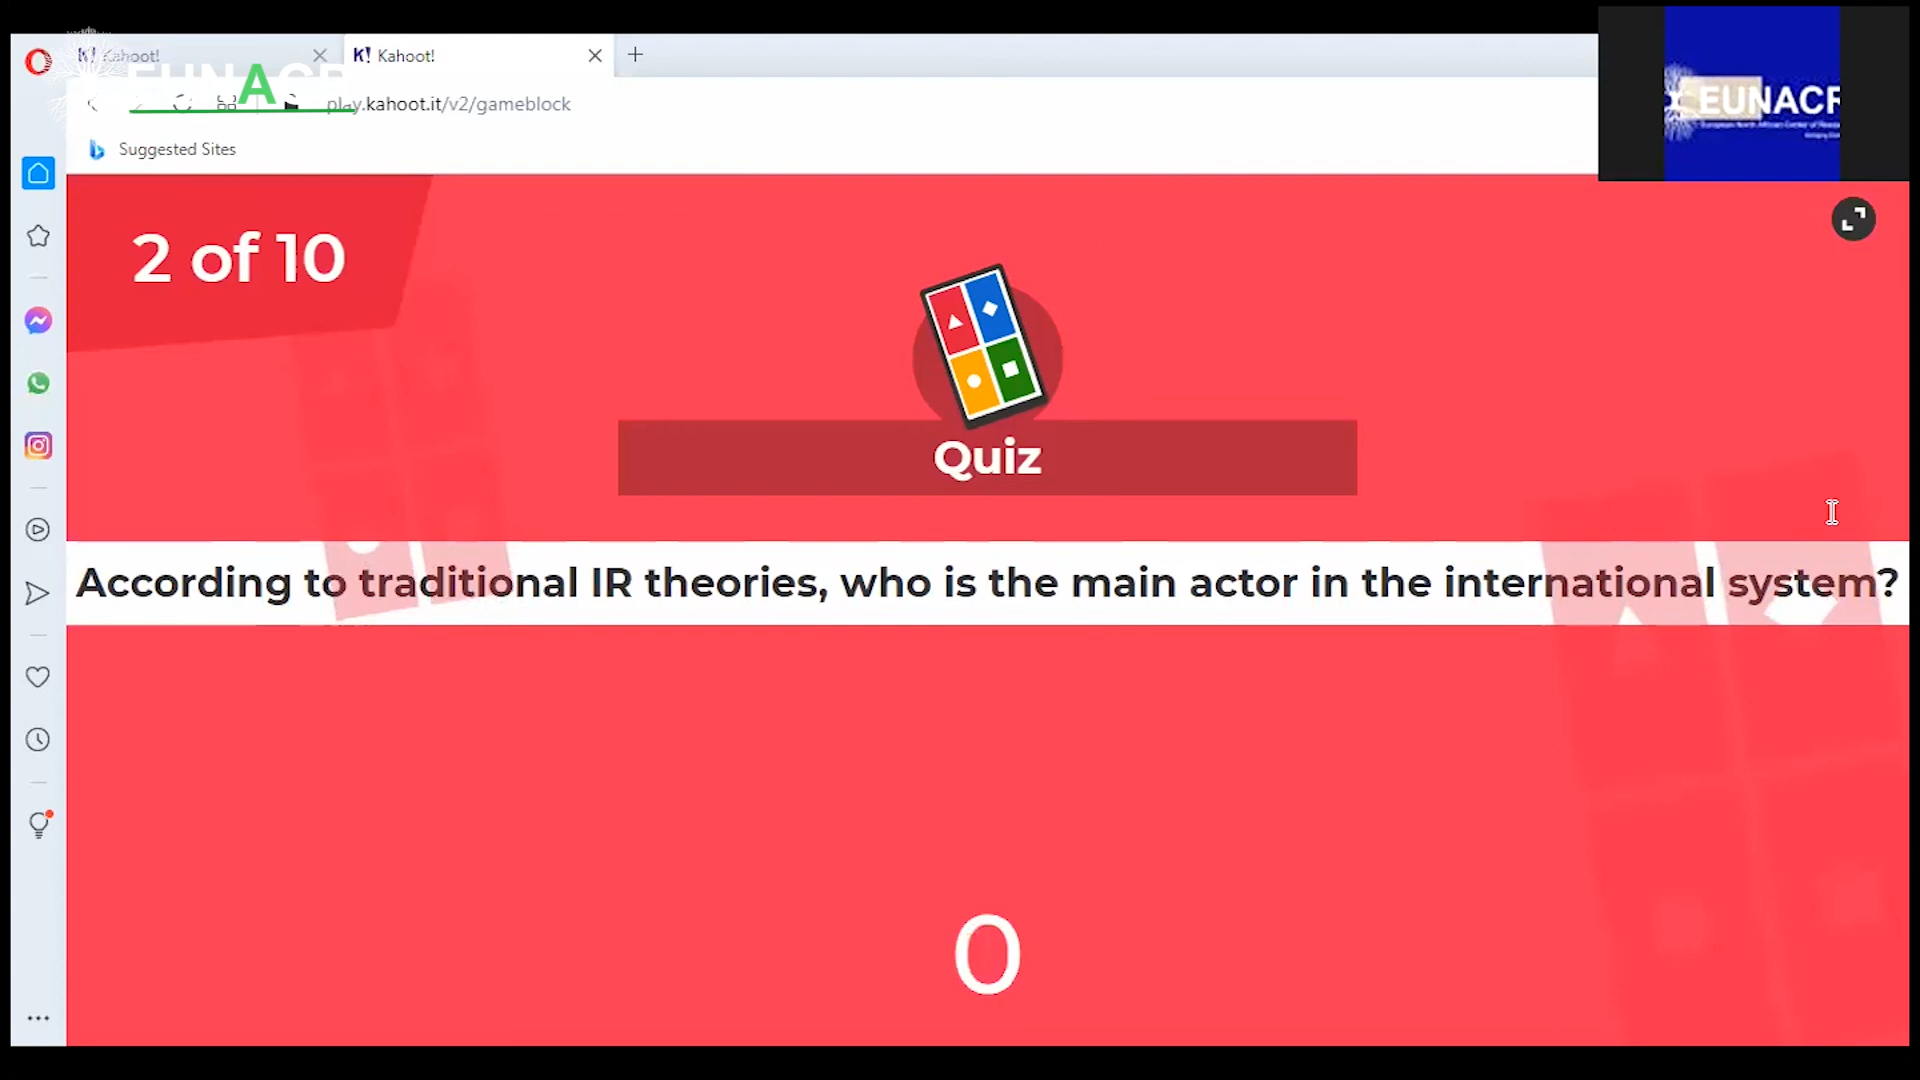 Kahoot!
Kahoot!
EUNACR
play.kahoot.it/v2/gameblock
Suggested Sites
EUNACR
2 of 10
Quiz
According to traditional IR theories, who is the main actor in the international system?
0